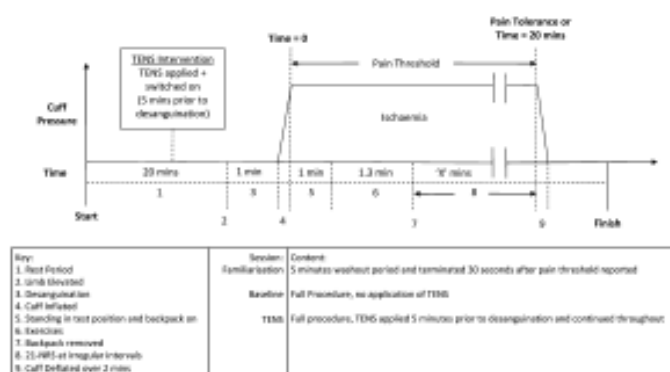 Pain Tolerance or
Time = 20 mins
Time = 0
TENS Intervention
TENS applied +
switched on
(5 mins prior to
desanguination)
Pain Threshold
Cuff
Pressure
Ischaemia
Time
20 mins
1 min
1 min
1.3 min
'X' mins
1
3
5
6
8
2
4
7
9
Start
Finish
Key:
1. Rest Period
2. Limb Elevated
3. Desanguination
4. Cuff Inflated
5. Standing in test position and backpack on
6. Exercises
7. Backpack removed
8. 21-NRS at irregular intervals
9. Cuff Deflated over 2 mins
Session: Content:
Familiarisation 5 minutes washout period and terminated 30 seconds after pain threshold reported
Baseline Full Procedure, no application of TENS
TENS Full procedure, TENS applied 5 minutes prior to desanguination and continued throughout